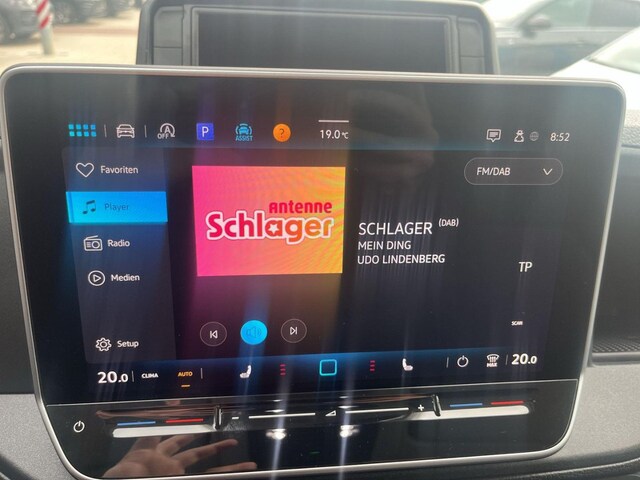 OFF
P
ASSIST
?
19.0°C
8:52
Favoriten
Player
Radio
Medien
Setup
Antenne
Schlager
FM/DAB
SCHLAGER (DAB)
MEIN DING
UDO LINDENBERG
TP
SCAN
20.0
CLIMA
AUTO
MAX
20.0
- +